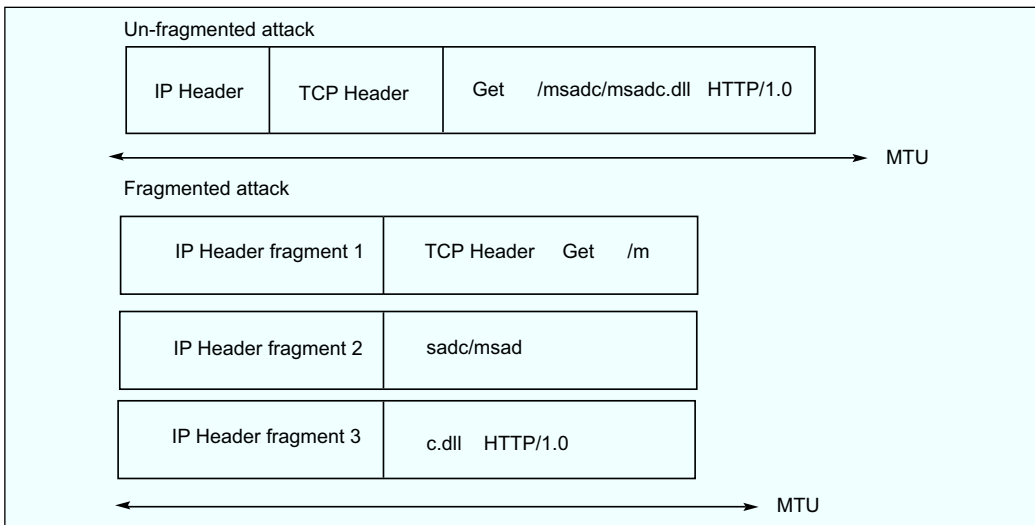 Un-fragmented attack
IP Header TCP Header Get /msadc/msadc.dll HTTP/1.0
MTU
Fragmented attack
IP Header fragment 1 TCP Header Get /m
IP Header fragment 2 sadc/msad
IP Header fragment 3 c.dll HTTP/1.0
MTU